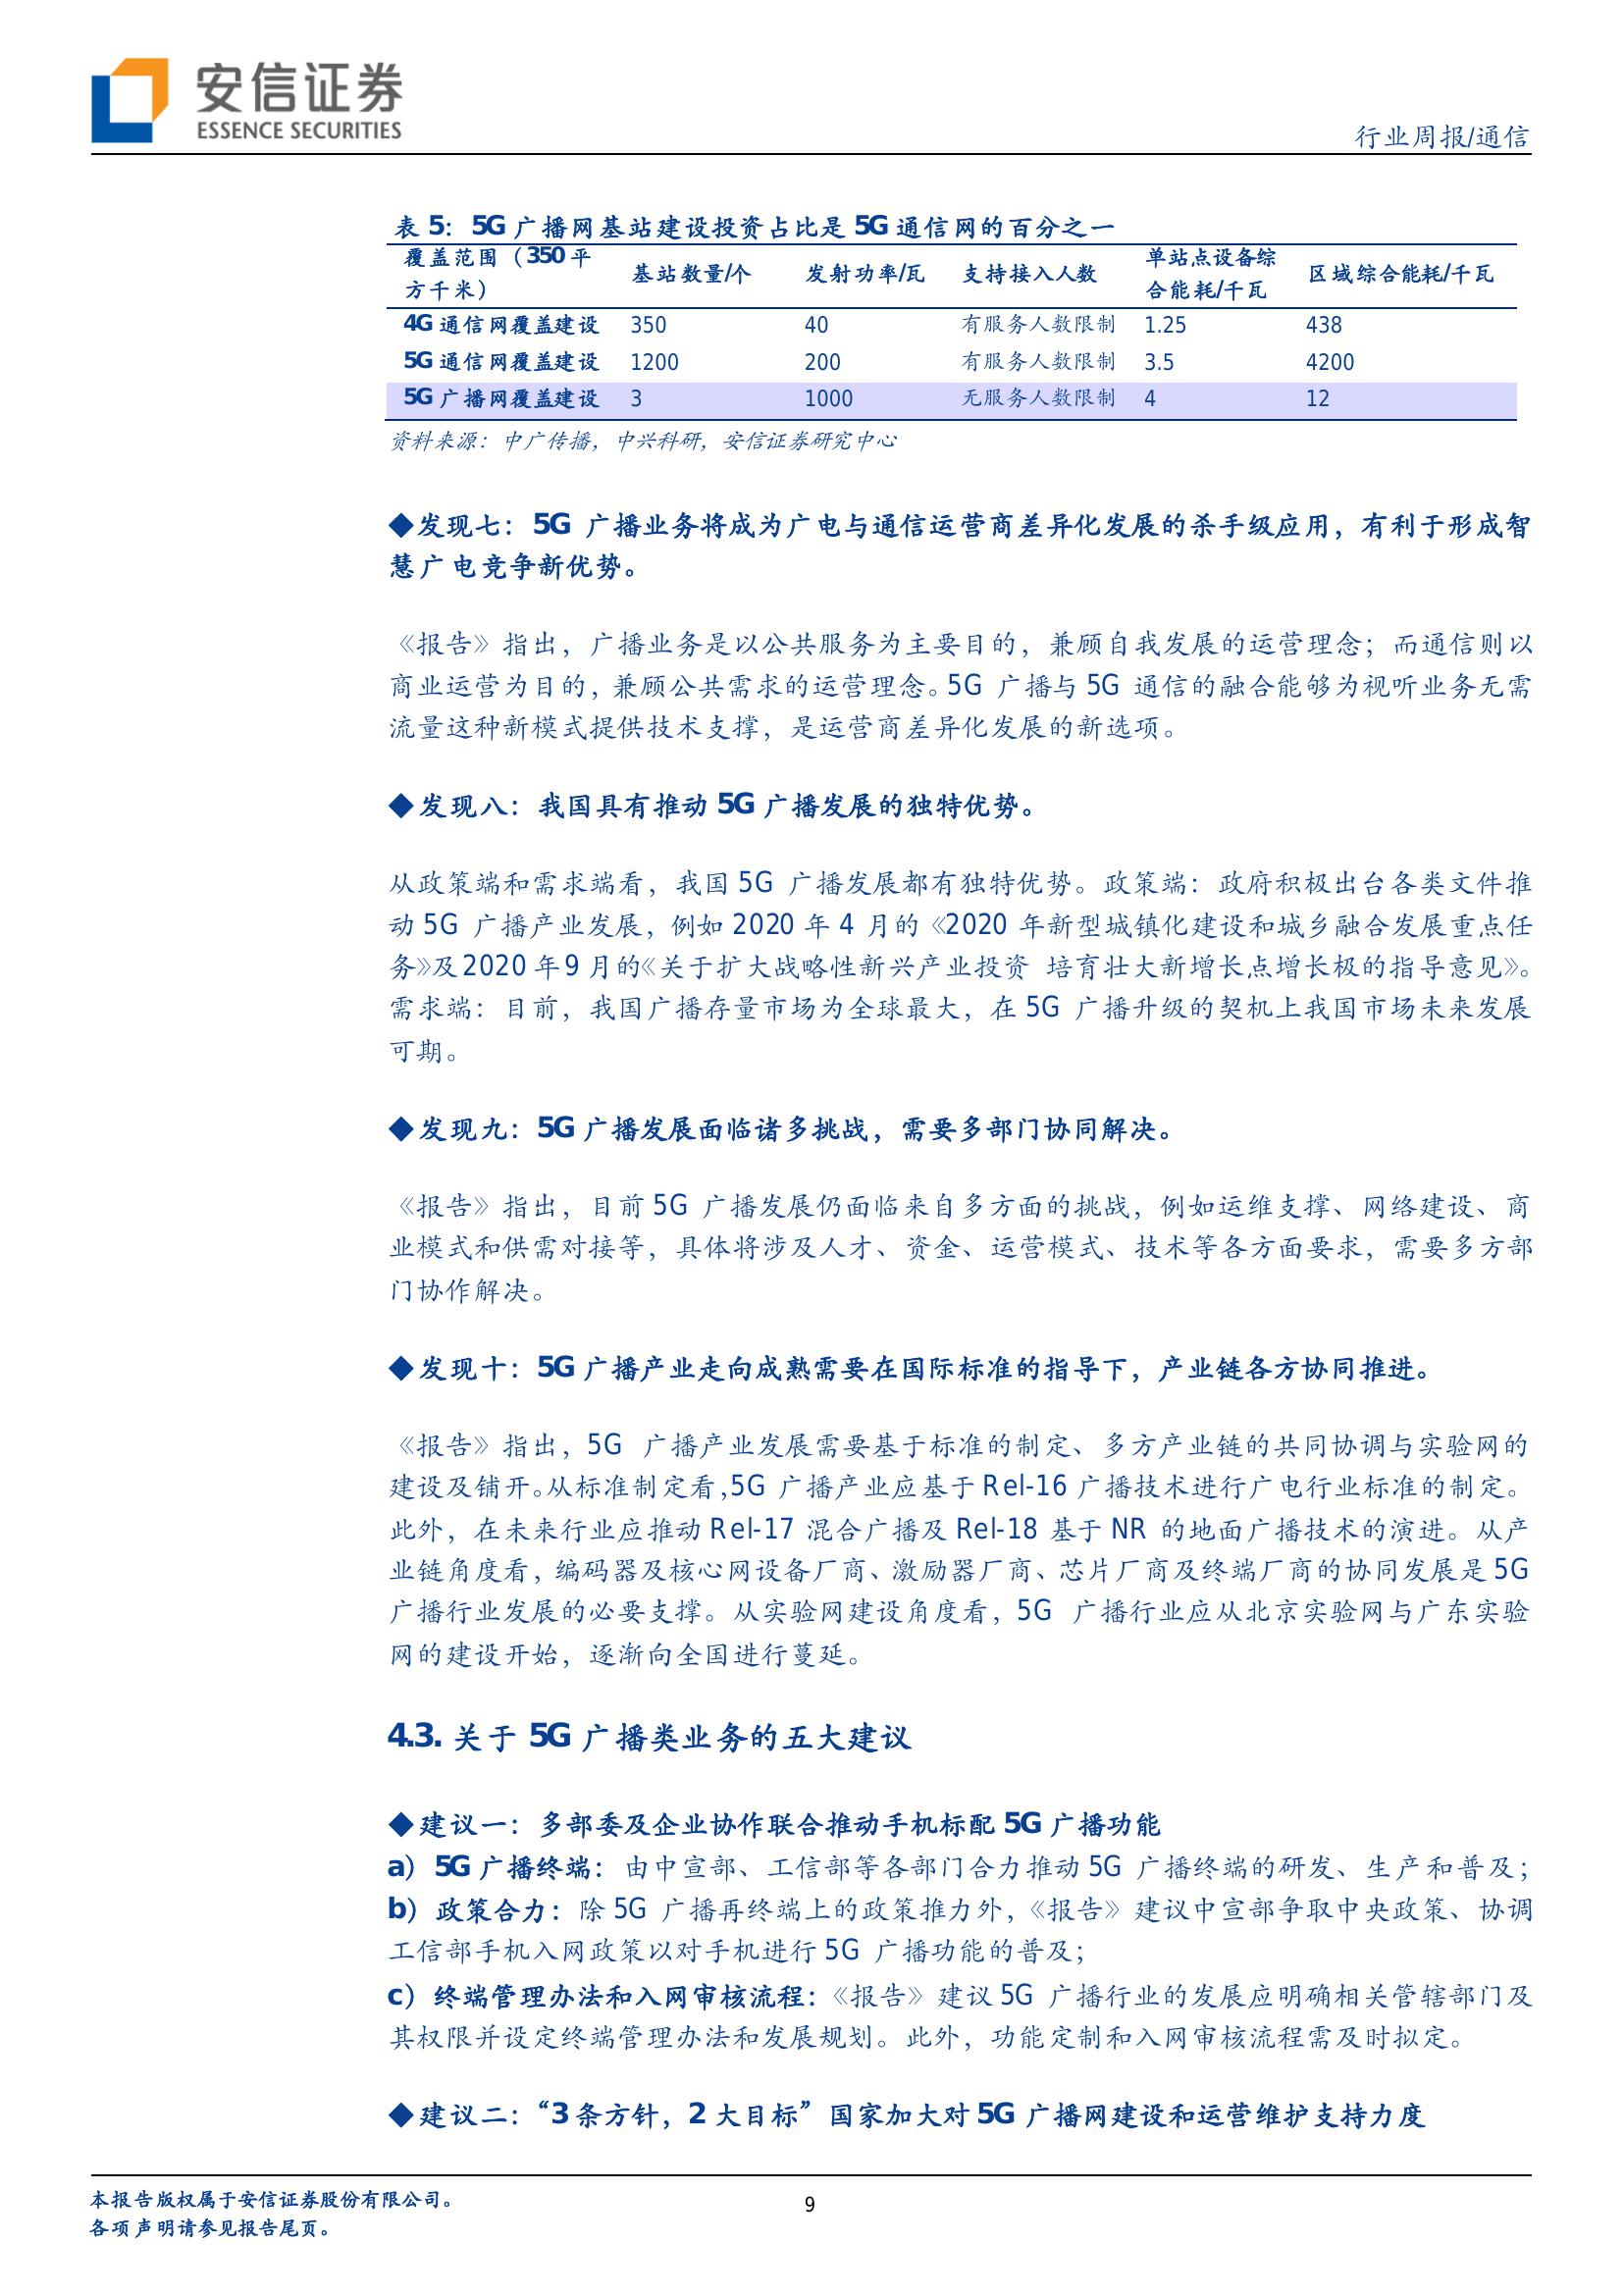 安信证券
ESSENCE SECURITIES
行业周报/通信
表 5：5G 广播网基站建设投资占比是 5G 通信网的百分之一
覆盖范围（350 平方千米） 基站数量/个 发射功率/瓦 支持接入人数 单站点设备综合能耗/千瓦 区域综合能耗/千瓦
4G 通信网覆盖建设 350 40 有服务人数限制 1.25 438
5G 通信网覆盖建设 1200 200 有服务人数限制 3.5 4200
5G 广播网覆盖建设 3 1000 无服务人数限制 4 12
资料来源：中广传播，中兴科研，安信证券研究中心
◆发现七：5G 广播业务将成为广电与通信运营商差异化发展的杀手级应用，有利于形成智
慧广电竞争新优势。
《报告》指出，广播业务是以公共服务为主要目的，兼顾自我发展的运营理念；而通信则以
商业运营为目的，兼顾公共需求的运营理念。5G 广播与 5G 通信的融合能够为视听业务无需
流量这种新模式提供技术支撑，是运营商差异化发展的新选项。
◆发现八：我国具有推动 5G 广播发展的独特优势。
从政策端和需求端看，我国 5G 广播发展都有独特优势。政策端：政府积极出台各类文件推
动 5G 广播产业发展，例如 2020 年 4 月的《2020 年新型城镇化建设和城乡融合发展重点任
务》及 2020 年 9 月的《关于扩大战略性新兴产业投资 培育壮大新增长点增长极的指导意见》。
需求端：目前，我国广播存量市场为全球最大，在 5G 广播升级的契机上我国市场未来发展
可期。
◆发现九：5G 广播发展面临诸多挑战，需要多部门协同解决。
《报告》指出，目前 5G 广播发展仍面临来自多方面的挑战，例如运维支撑、网络建设、商
业模式和供需对接等，具体将涉及人才、资金、运营模式、技术等各方面要求，需要多方部
门协作解决。
◆发现十：5G 广播产业走向成熟需要在国际标准的指导下，产业链各方协同推进。
《报告》指出，5G 广播产业发展需要基于标准的制定、多方产业链的共同协调与实验网的
建设及铺开。从标准制定看，5G 广播产业应基于 Rel-16 广播技术进行广电行业标准的制定。
此外，在未来行业应推动 Rel-17 混合广播及 Rel-18 基于 NR 的地面广播技术的演进。从产
业链角度看，编码器及核心网设备厂商、激励器厂商、芯片厂商及终端厂商的协同发展是 5G
广播行业发展的必要支撑。从实验网建设角度看，5G 广播行业应从北京实验网与广东实验
网的建设开始，逐渐向全国进行蔓延。
4.3. 关于 5G 广播类业务的五大建议
◆建议一：多部委及企业协作联合推动手机标配 5G 广播功能
a）5G 广播终端：由中宣部、工信部等各部门合力推动 5G 广播终端的研发、生产和普及；
b）政策合力：除 5G 广播再终端上的政策推力外，《报告》建议中宣部争取中央政策、协调
工信部手机入网政策以对手机进行 5G 广播功能的普及；
c）终端管理办法和入网审核流程：《报告》建议 5G 广播行业的发展应明确相关管辖部门及
其权限并设定终端管理办法和发展规划。此外，功能定制和入网审核流程需及时拟定。
◆建议二：“3 条方针，2 大目标”国家加大对 5G 广播网建设和运营维护支持力度
本报告版权属于安信证券股份有限公司。
各项声明请参见报告尾页。
9